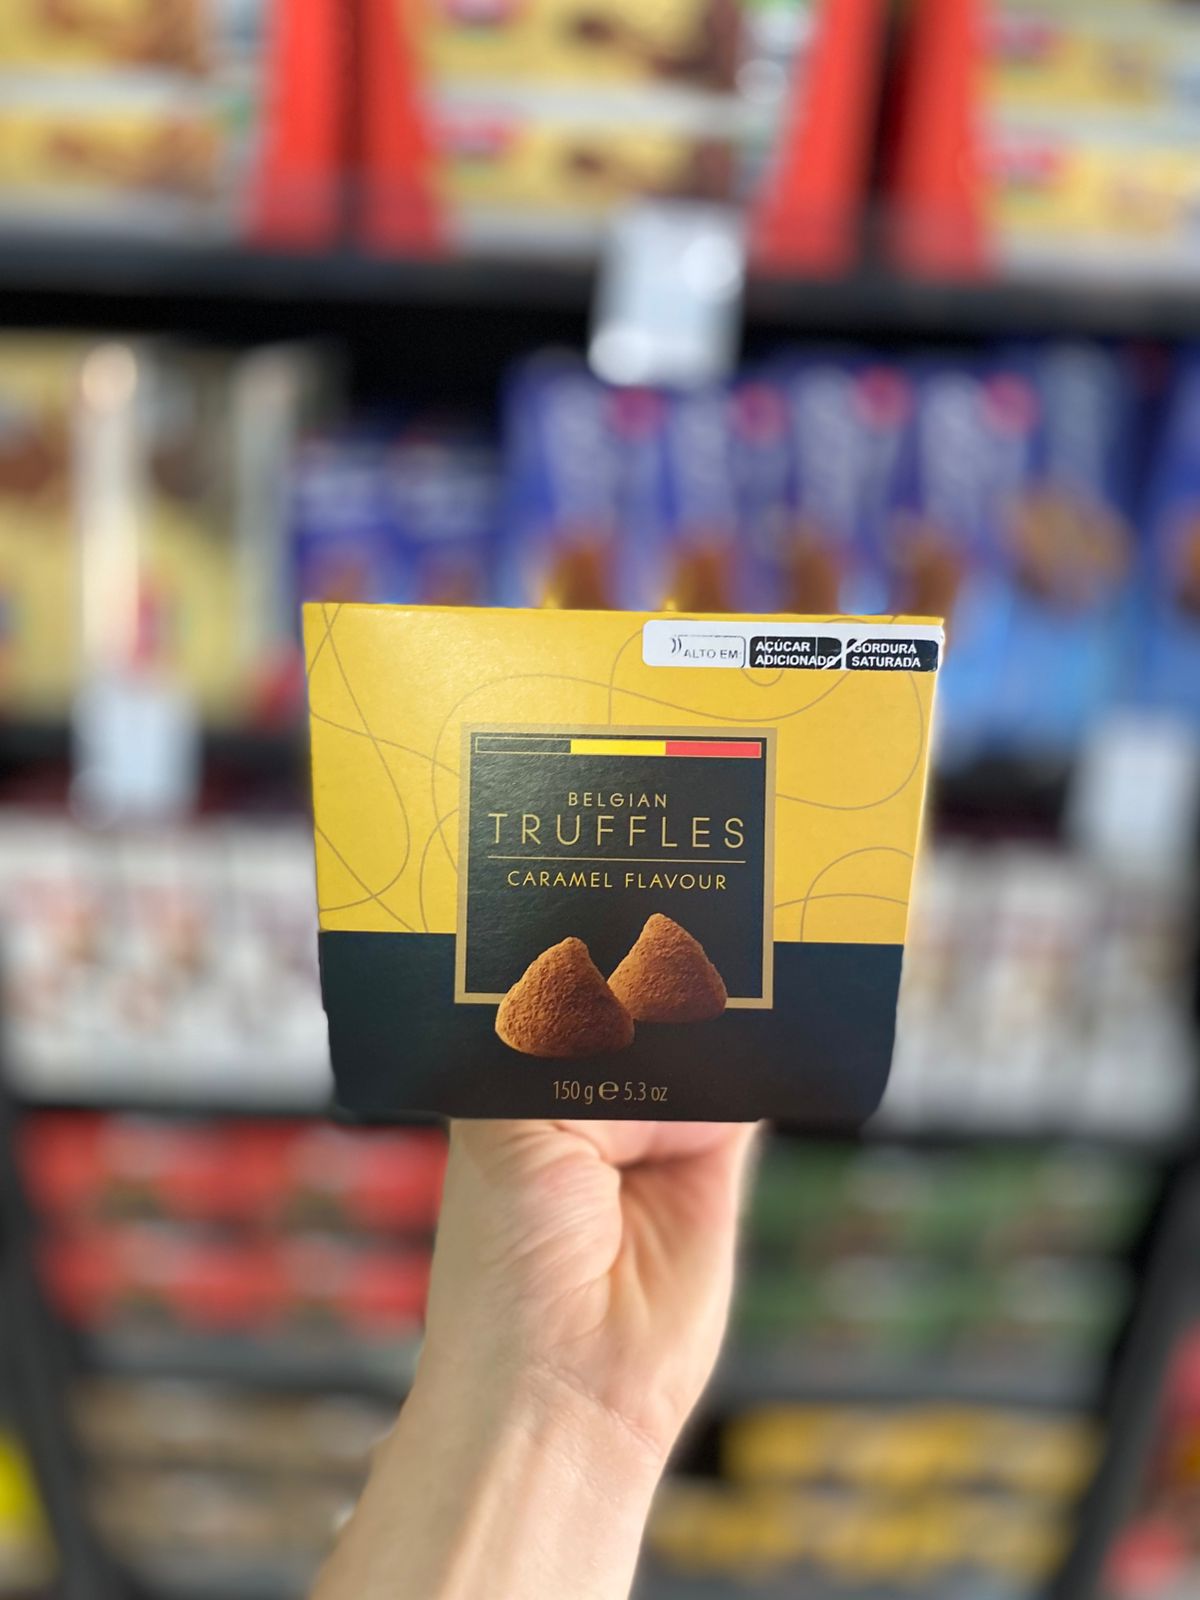 ALTO EM:
AÇÚCAR
ADICIONADO
GORDURA
SATURADA
BELGIAN
TRUFFLES
CARAMEL FLAVOUR
150 g ℮ 5.3 oz